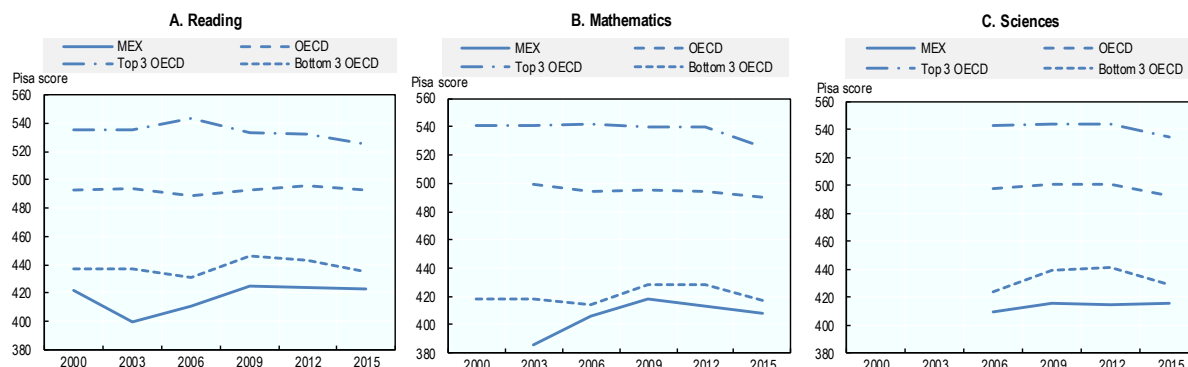 A. Reading
MEX
OECD
Top 3 OECD
Bottom 3 OECD
Pisa score
560
540
520
500
480
460
440
420
400
380
2000 2003 2006 2009 2012 2015
B. Mathematics
MEX
OECD
Top 3 OECD
Bottom 3 OECD
Pisa score
560
540
520
500
480
460
440
420
400
380
2000 2003 2006 2009 2012 2015
C. Sciences
MEX
OECD
Top 3 OECD
Bottom 3 OECD
Pisa score
560
540
520
500
480
460
440
420
400
380
2000 2003 2006 2009 2012 2015